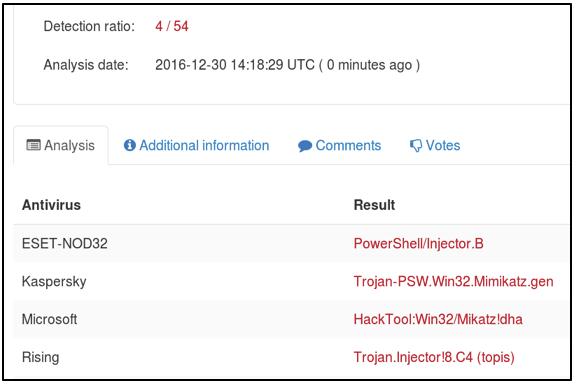 Detection ratio: 4 / 54
Analysis date: 2016-12-30 14:18:29 UTC ( 0 minutes ago )
Analysis Additional information Comments Votes
Antivirus Result
ESET-NOD32 PowerShell/Injector.B
Kaspersky Trojan-PSW.Win32.Mimikatz.gen
Microsoft HackTool:Win32/Mikatz!dha
Rising Trojan.Injector!8.C4 (topis)